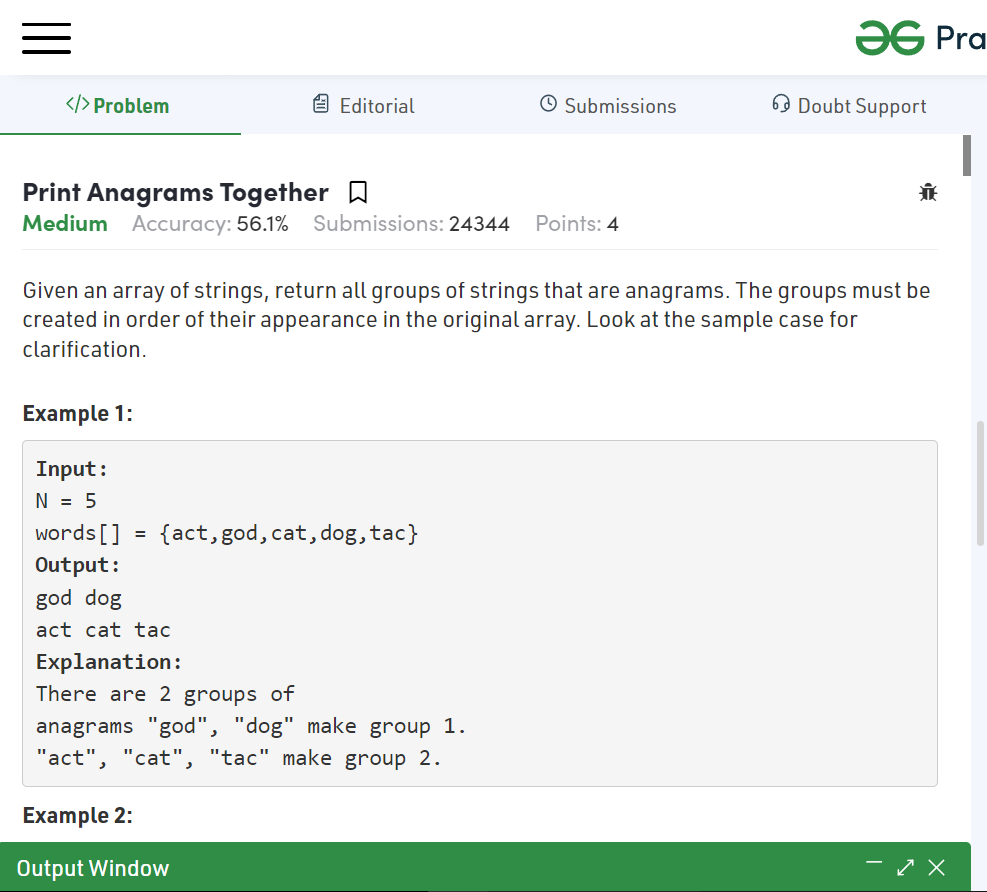 Pra
</> Problem
Editorial
Submissions
Doubt Support
Print Anagrams Together
Medium Accuracy: 56.1% Submissions: 24344 Points: 4
Given an array of strings, return all groups of strings that are anagrams. The groups must be
created in order of their appearance in the original array. Look at the sample case for
clarification.
Example 1:
Input:
N = 5
words[] = {act,god,cat,dog,tac}
Output:
god dog
act cat tac
Explanation:
There are 2 groups of
anagrams "god", "dog" make group 1.
"act", "cat", "tac" make group 2.
Example 2:
Output Window